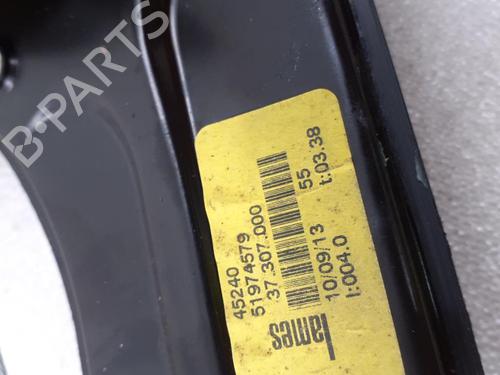 45240
51974579
37.307.000
55
10/09/13 t:03.38
I:004.0
lames
B-PARTS